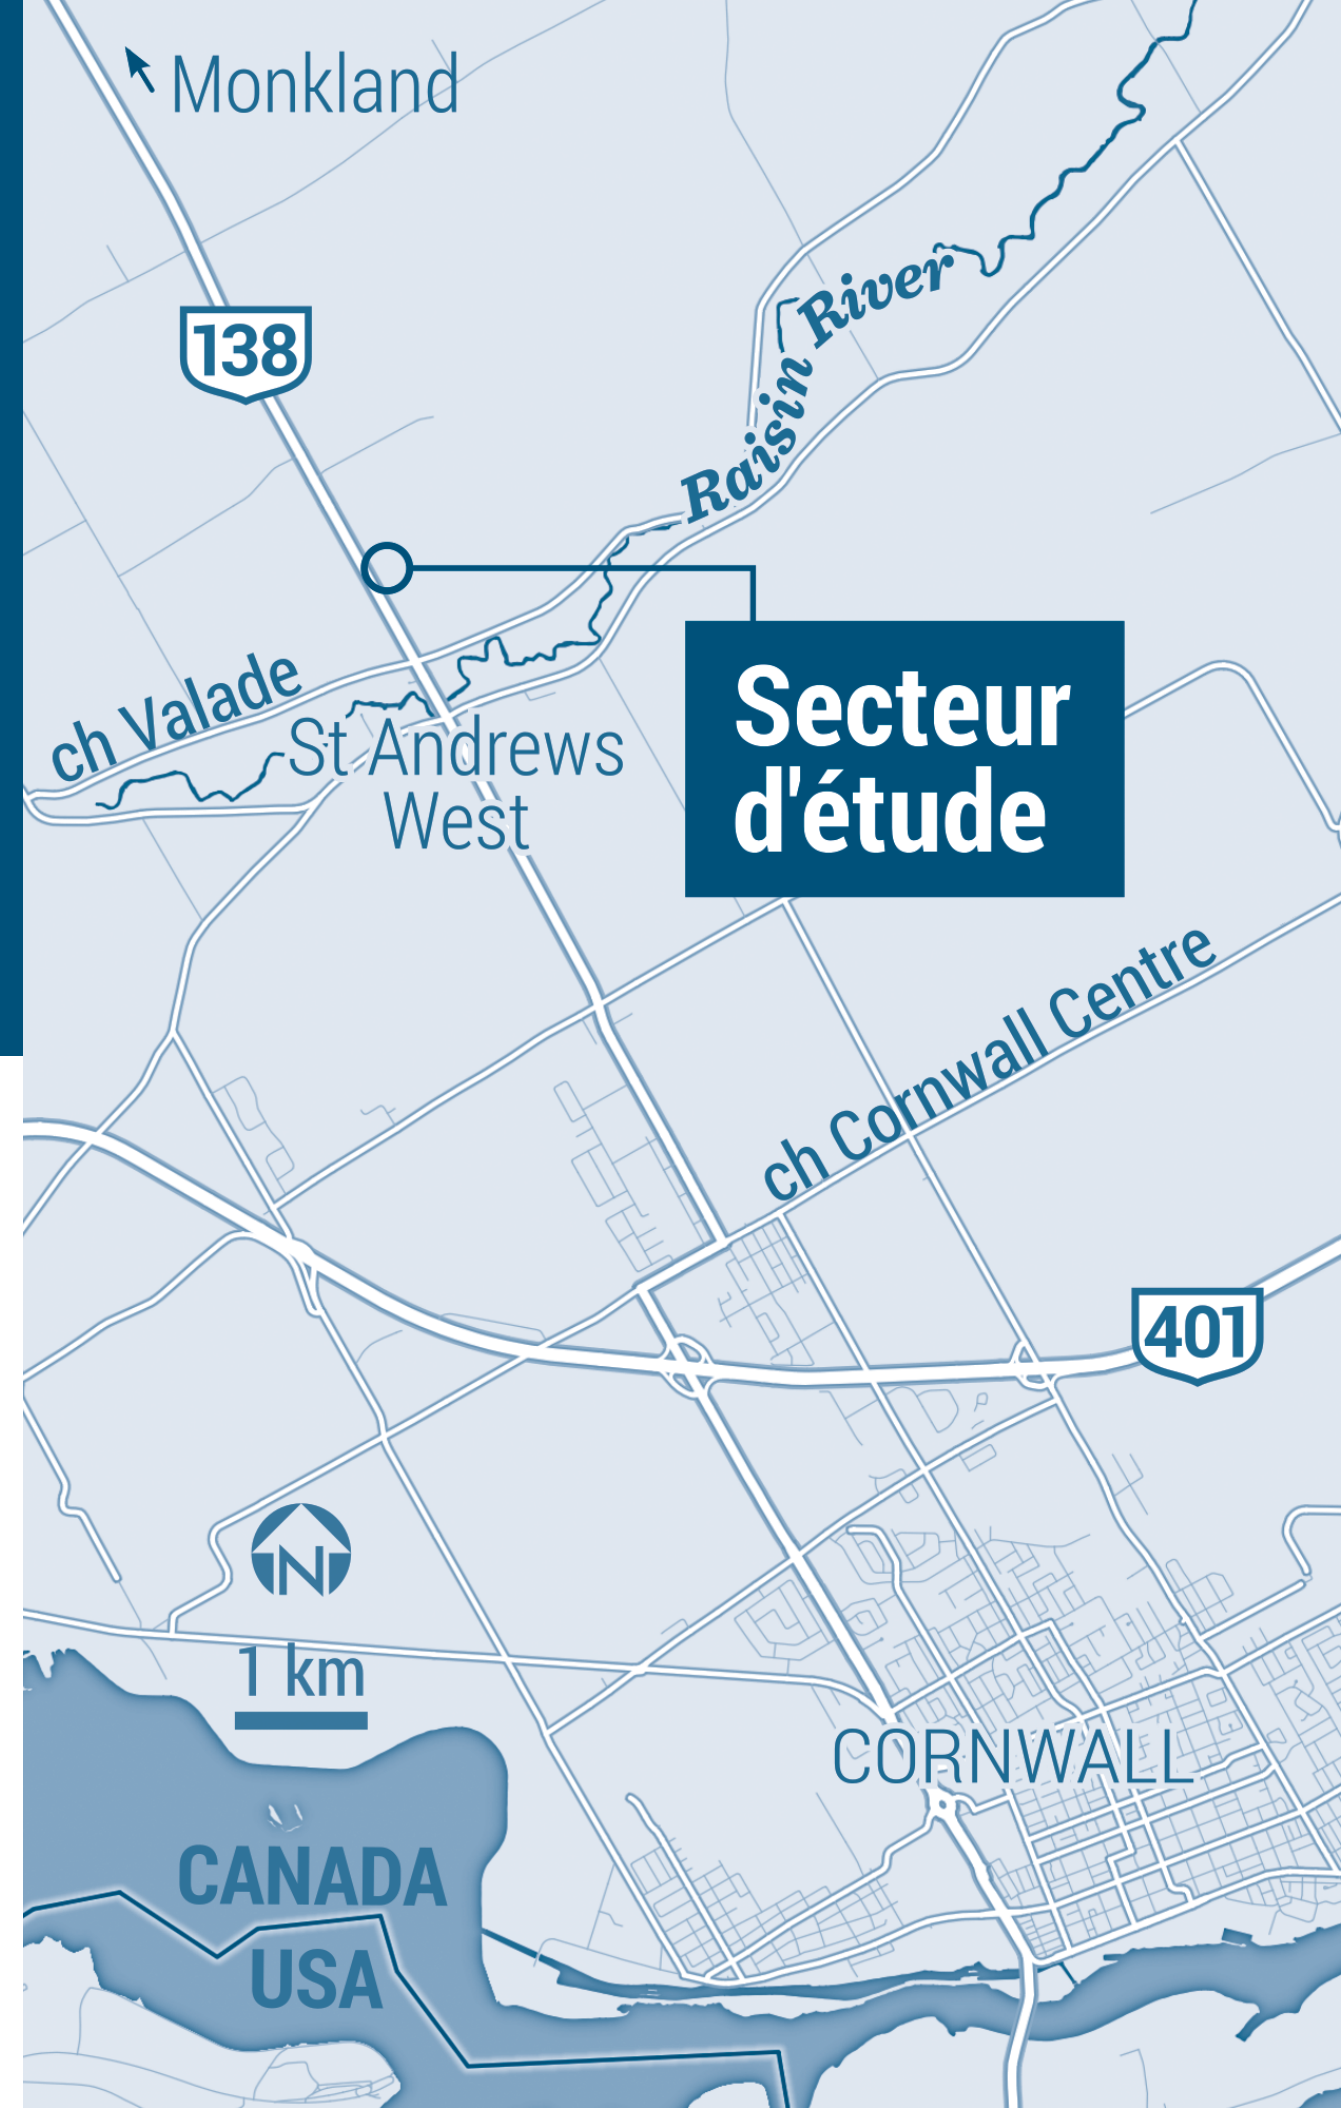 Monkland
138
Raisin River
ch Valade
St Andrews
West
Secteur
d'étude
ch Cornwall Centre
401
N
1 km
CORNWALL
CANADA
USA